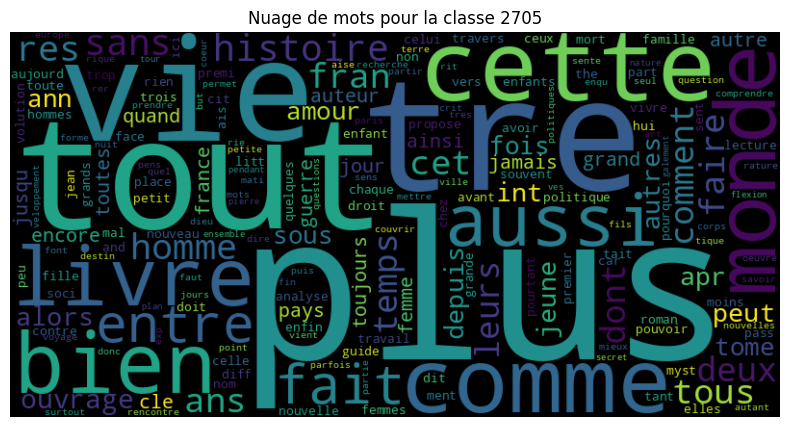 Nuage de mots pour la classe 2705
res sans histoire cette autre
europe rique tour ici coeur non celui travers ceux mort famille
aujourd trop rer premi fran aise recherche terre vers enfants the nature part question
toute rien permet partir rit sente seul
ann vie amour tre monde
volution hommes quand trois cit but prendre auteur paris crit politiques enqu vivre comprendre
forme face ais tres propose avoir fois hui sent art
tout petite enfant ainsi jamais grand lecture
nuit rie cet souvent comment faire
jusqu veloppement jean grands toutes pens quel pendant litt jour sens ville ves autres pourquoi galement rature
place mati france quelques guerre questions chaque mettre int corps flexion
petit mots droit avant politique
dieu pierre chez aussi fils tique
encore mal nouveau ensemble sous dire toujours temps depuis tait oeuvre
peu and homme puis pays femme leurs grande car savoir
font destin faut fin jeune pourtant premier dont apr
livre fille soci jours analyse plus roman moins
alors contre doit entre enfin travail pouvoir peut
voyage plan vient guide mieux nouvelles
donc exp point secret pass tome
bien celle diff parfois partie dit myst deux
nom fait comme
ouvrage cle ans nouvelle ment tant tous
surtout rencontre femmes elles autant